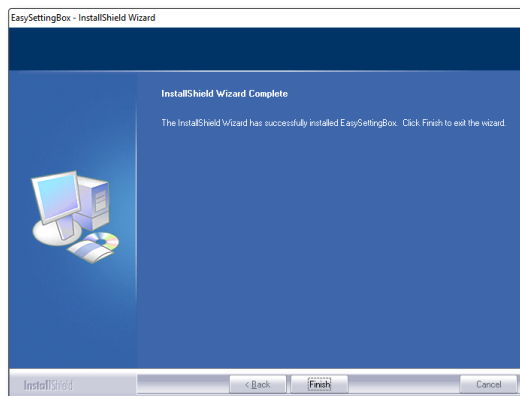 EasySettingBox - InstallShield Wizard
InstallShield Wizard Complete
The InstallShield Wizard has successfully installed EasySettingBox. Click Finish to exit the wizard.
InstallShield
< Back
Finish
Cancel